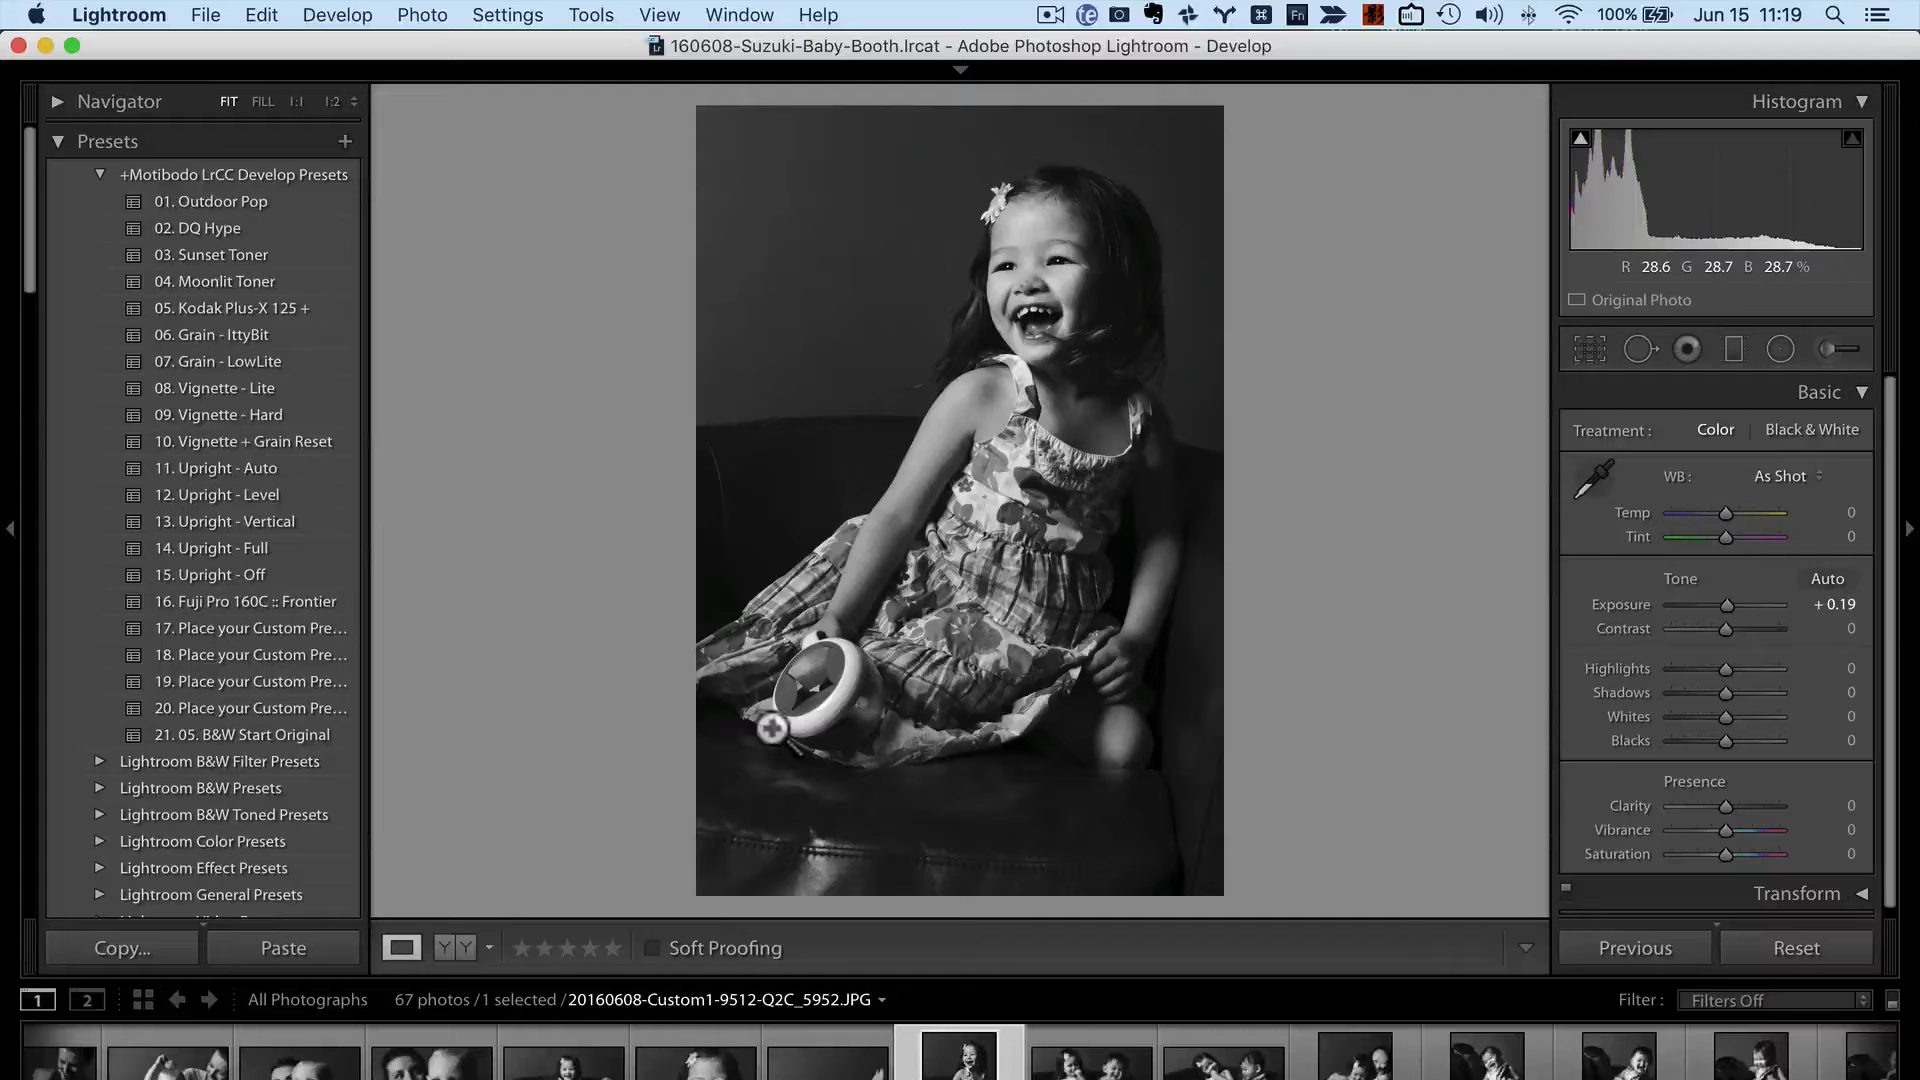 Lightroom File Edit Develop Photo Settings Tools View Window Help 100% Jun 15 11:19
160608-Suzuki-Baby-Booth.lrcat - Adobe Photoshop Lightroom - Develop
Navigator FIT FILL 1:1 1:2
Presets +
+Motibodo LrCC Develop Presets
01. Outdoor Pop
02. DQ Hype
03. Sunset Toner
04. Moonlit Toner
05. Kodak Plus-X 125 +
06. Grain - IttyBit
07. Grain - LowLite
08. Vignette - Lite
09. Vignette - Hard
10. Vignette + Grain Reset
11. Upright - Auto
12. Upright - Level
13. Upright - Vertical
14. Upright - Full
15. Upright - Off
16. Fuji Pro 160C :: Frontier
17. Place your Custom Pre...
18. Place your Custom Pre...
19. Place your Custom Pre...
20. Place your Custom Pre...
21. 05. B&W Start Original
Lightroom B&W Filter Presets
Lightroom B&W Presets
Lightroom B&W Toned Presets
Lightroom Color Presets
Lightroom Effect Presets
Lightroom General Presets
Copy... Paste
Histogram
R 28.6 G 28.7 B 28.7 %
Original Photo
Basic
Treatment : Color Black & White
WB : As Shot
Temp 0
Tint 0
Tone Auto
Exposure + 0.19
Contrast 0
Highlights 0
Shadows 0
Whites 0
Blacks 0
Presence
Clarity 0
Vibrance 0
Saturation 0
Transform
Previous Reset
YY Soft Proofing
1 2 All Photographs 67 photos / 1 selected / 20160608-Custom1-9512-Q2C_5952.JPG Filter : Filters Off